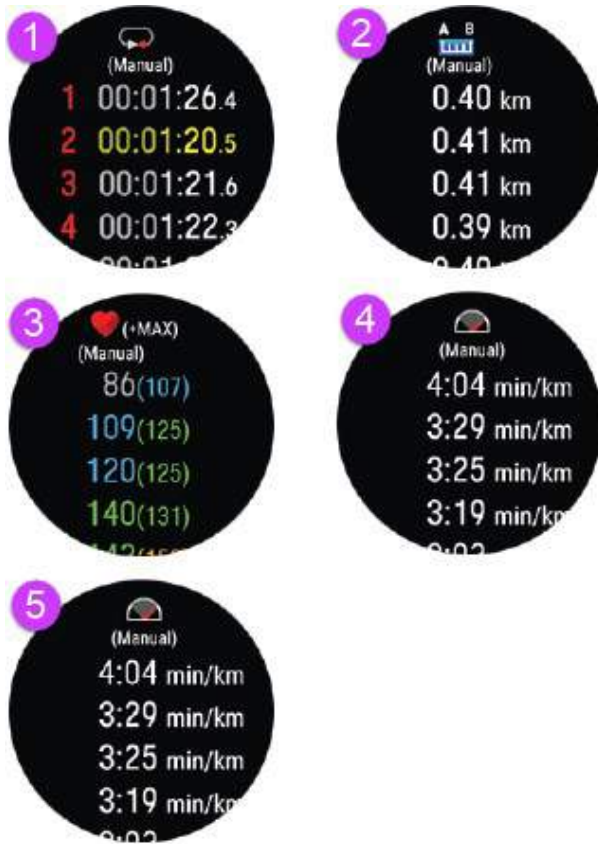 1
(Manual)
1 00:01:26.4
2 00:01:20.5
3 00:01:21.6
4 00:01:22.3
2
A B
(Manual)
0.40 km
0.41 km
0.41 km
0.39 km
3
(+MAX)
(Manual)
86(107)
109(125)
120(125)
140(131)
4
(Manual)
4:04 min/km
3:29 min/km
3:25 min/km
3:19 min/km
5
(Manual)
4:04 min/km
3:29 min/km
3:25 min/km
3:19 min/km